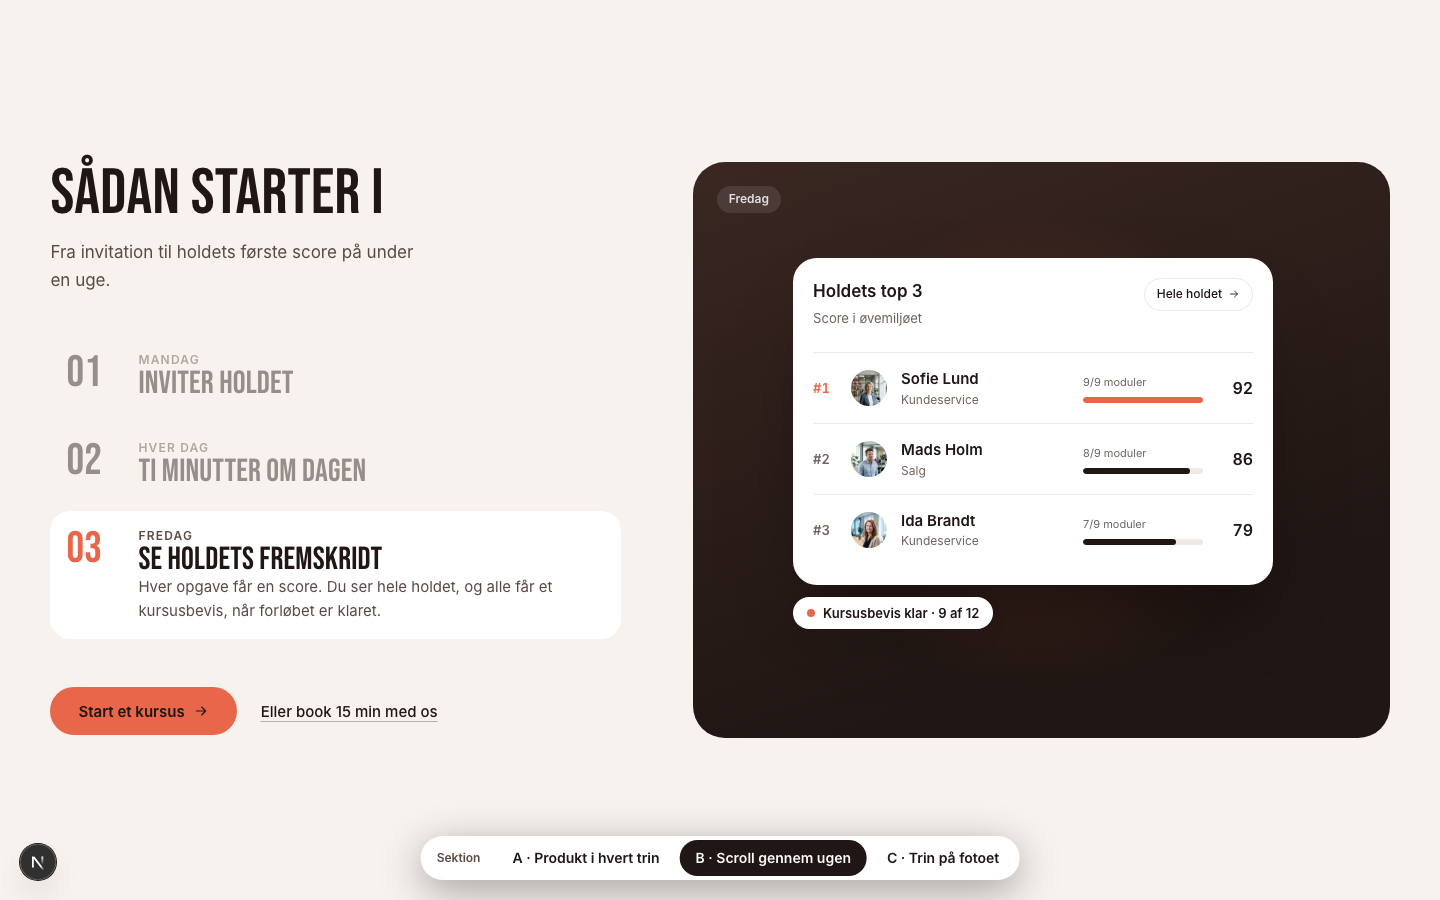 SÅDAN STARTER I
Fra invitation til holdets første score på under
en uge.
01
MANDAG
INVITER HOLDET
02
HVER DAG
TI MINUTTER OM DAGEN
03
FREDAG
SE HOLDETS FREMSKRIDT
Hver opgave får en score. Du ser hele holdet, og alle får et
kursusbevis, når forløbet er klaret.
Start et kursus →
Eller book 15 min med os
Fredag
Holdets top 3
Hele holdet →
Score i øvemiljøet
#1
Sofie Lund
Kundeservice
9/9 moduler
92
#2
Mads Holm
Salg
8/9 moduler
86
#3
Ida Brandt
Kundeservice
7/9 moduler
79
Kursusbevis klar · 9 af 12
N
Sektion
A · Produkt i hvert trin
B · Scroll gennem ugen
C · Trin på fotoet